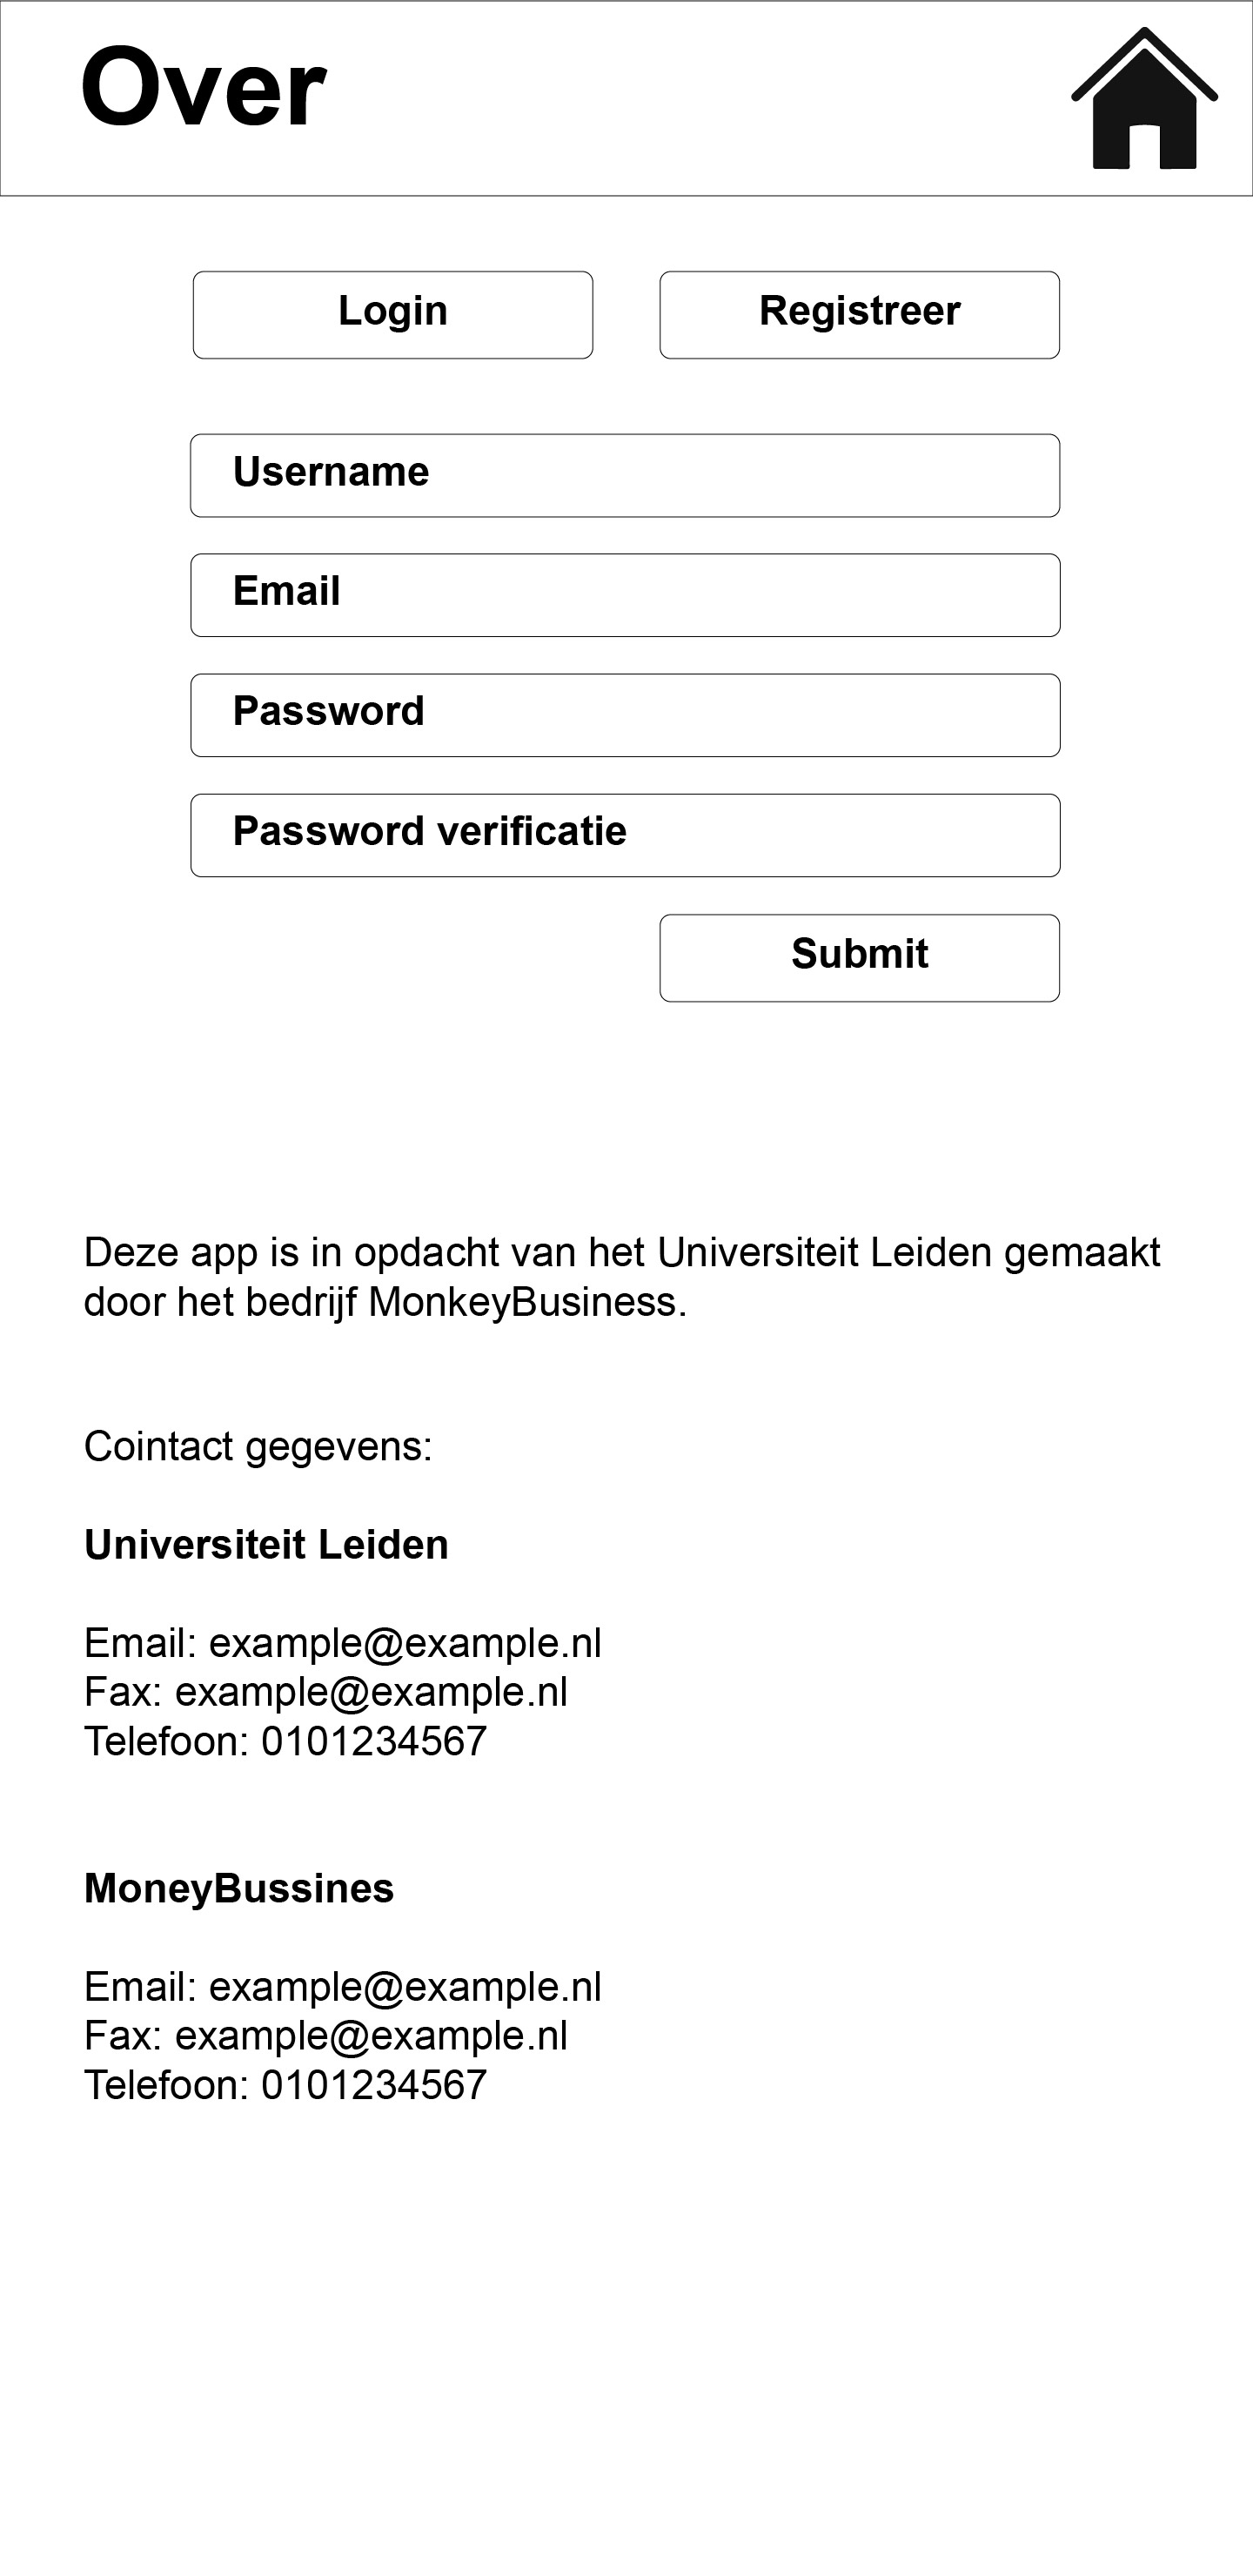 Over
Login
Registreer
Username
Email
Password
Password verificatie
Submit
Deze app is in opdacht van het Universiteit Leiden gemaakt
door het bedrijf MonkeyBusiness.
Cointact gegevens:
Universiteit Leiden
Email: example@example.nl
Fax: example@example.nl
Telefoon: 0101234567
MoneyBussines
Email: example@example.nl
Fax: example@example.nl
Telefoon: 0101234567